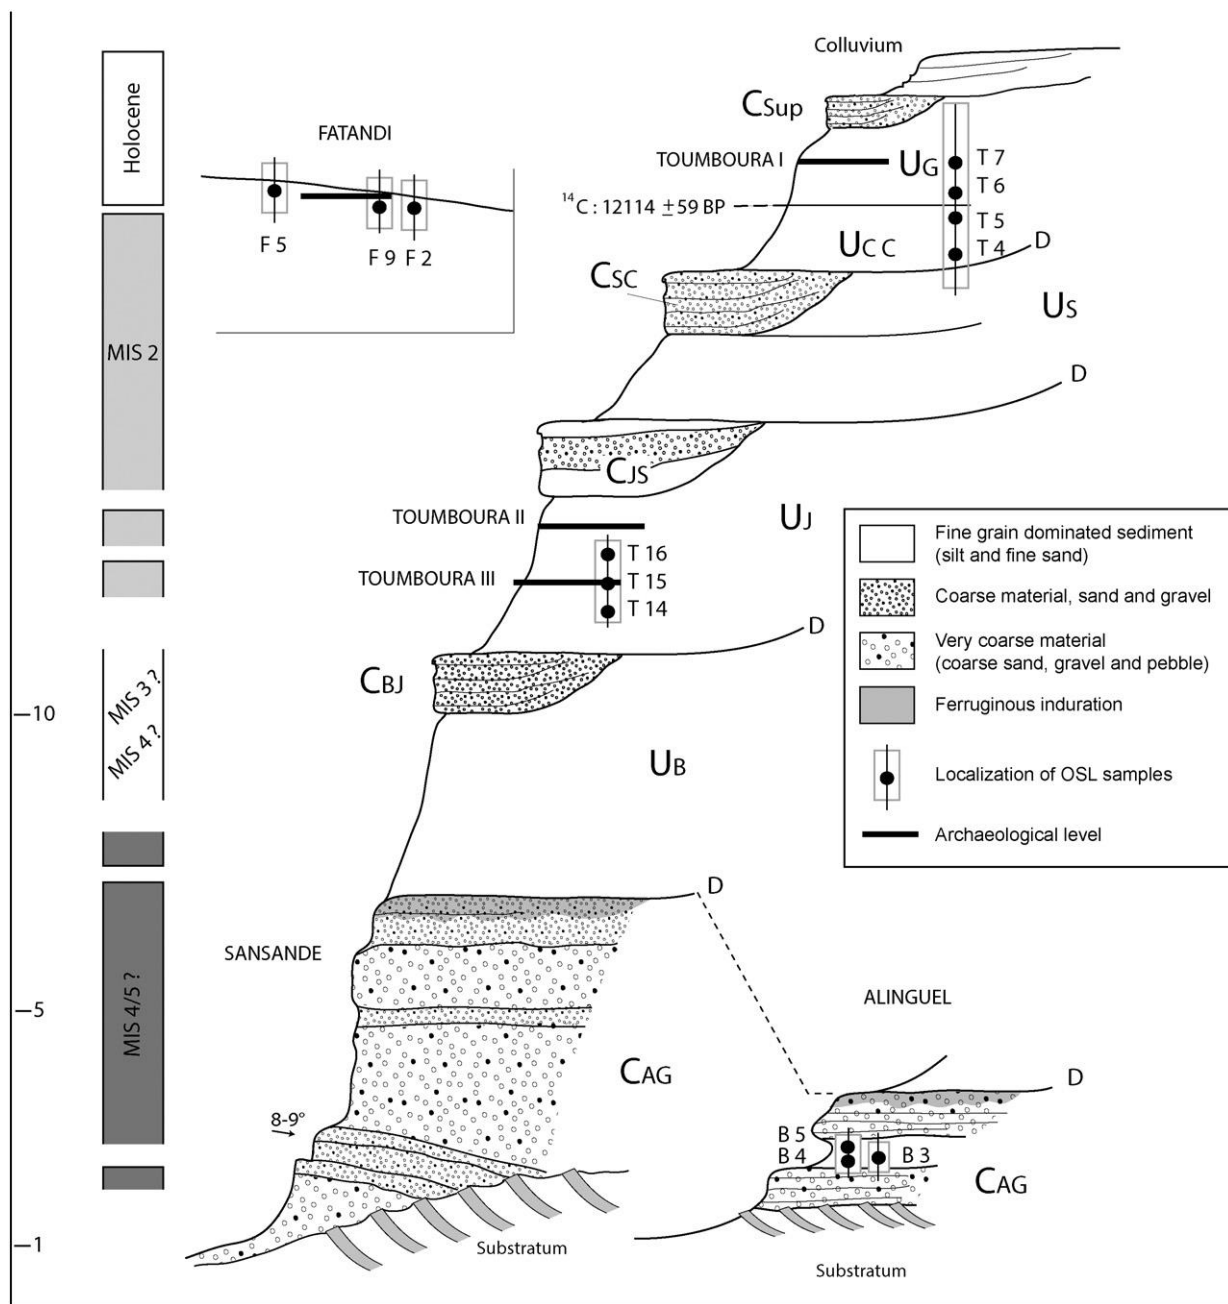 Colluvium
Holocene
FATANDI
CSup
TOUMBOURA I
UG
T 7
T 6
¹⁴C : 12114 ± 59 BP
T 5
F 5
F 9
F 2
UC C
T 4
D
CSC
US
MIS 2
D
CJS
TOUMBOURA II
UJ
T 16
TOUMBOURA III
T 15
T 14
D
CBJ
MIS 3 ?
MIS 4 ?
–10
UB
Fine grain dominated sediment
(silt and fine sand)
Coarse material, sand and gravel
Very coarse material
(coarse sand, gravel and pebble)
Ferruginous induration
Localization of OSL samples
Archaeological level
D
SANSANDE
MIS 4/5 ?
–5
ALINGUEL
CAG
D
8-9°
B 5
B 4
B 3
CAG
–1
Substratum
Substratum